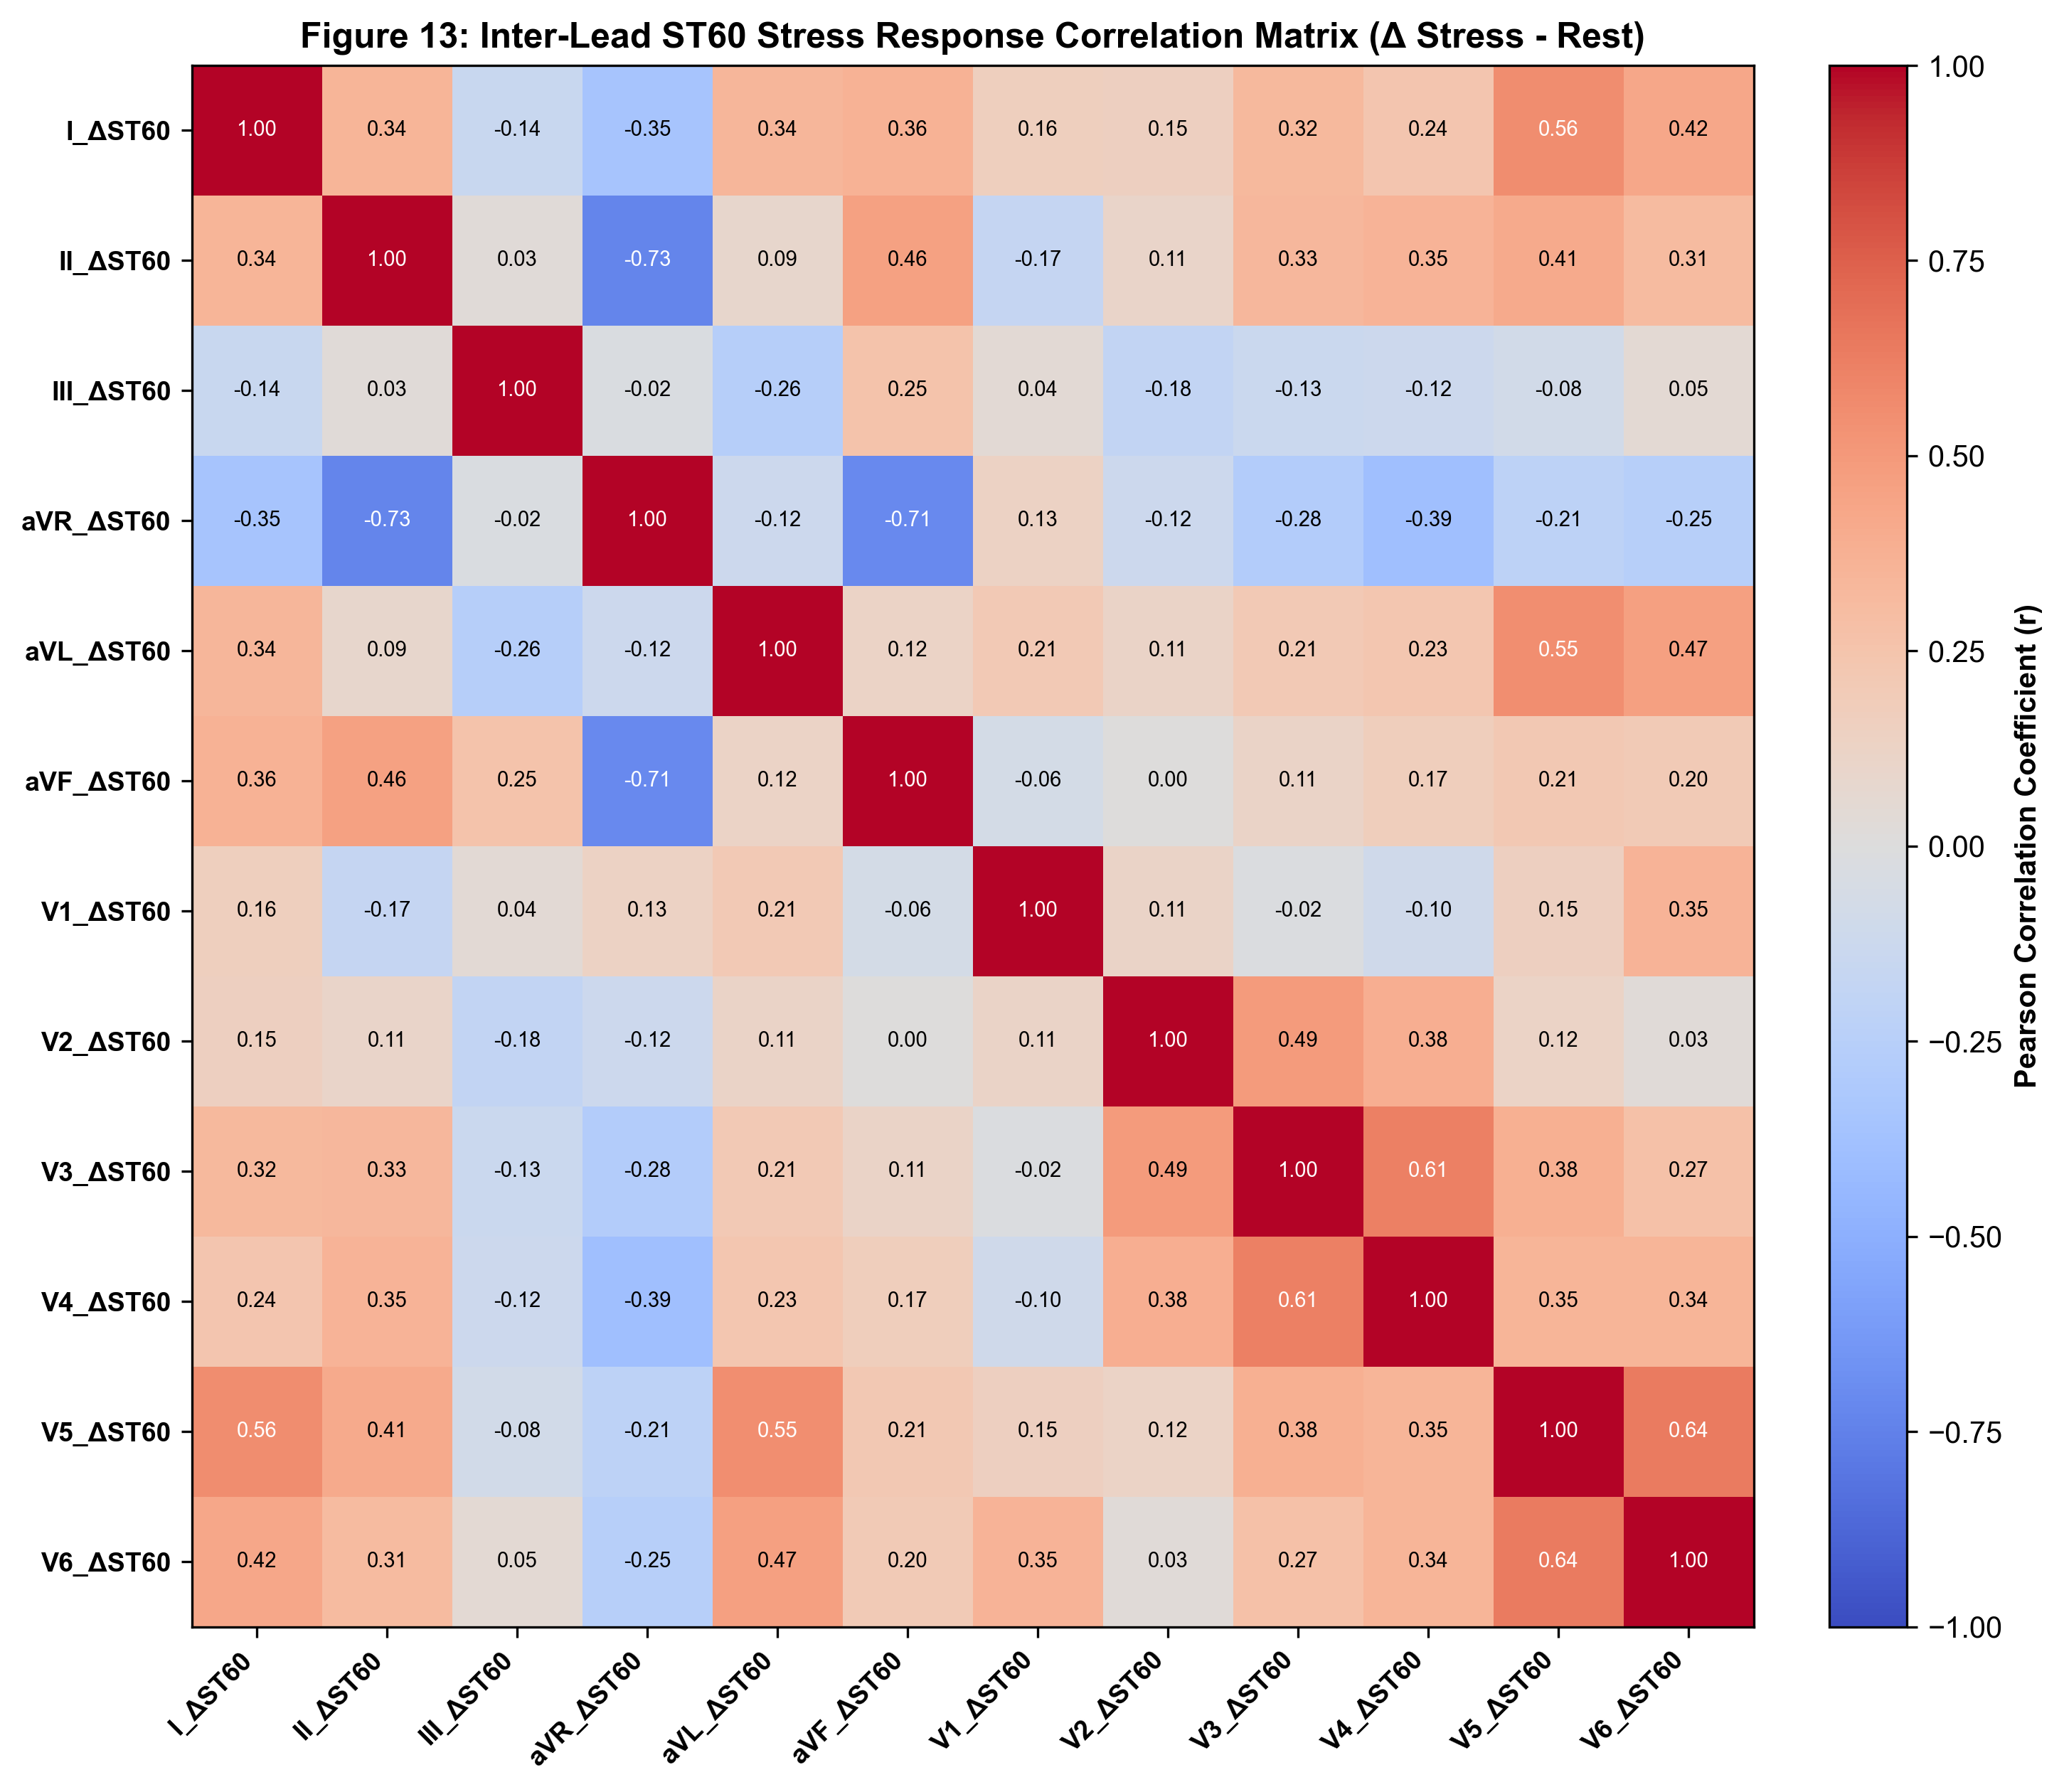 Figure 13: Inter-Lead ST60 Stress Response Correlation Matrix (Δ Stress - Rest)
I_ΔST60 1.00 0.34 -0.14 -0.35 0.34 0.36 0.16 0.15 0.32 0.24 0.56 0.42
II_ΔST60 0.34 1.00 0.03 -0.73 0.09 0.46 -0.17 0.11 0.33 0.35 0.41 0.31
III_ΔST60 -0.14 0.03 1.00 -0.02 -0.26 0.25 0.04 -0.18 -0.13 -0.12 -0.08 0.05
aVR_ΔST60 -0.35 -0.73 -0.02 1.00 -0.12 -0.71 0.13 -0.12 -0.28 -0.39 -0.21 -0.25
aVL_ΔST60 0.34 0.09 -0.26 -0.12 1.00 0.12 0.21 0.11 0.21 0.23 0.55 0.47
aVF_ΔST60 0.36 0.46 0.25 -0.71 0.12 1.00 -0.06 0.00 0.11 0.17 0.21 0.20
V1_ΔST60 0.16 -0.17 0.04 0.13 0.21 -0.06 1.00 0.11 -0.02 -0.10 0.15 0.35
V2_ΔST60 0.15 0.11 -0.18 -0.12 0.11 0.00 0.11 1.00 0.49 0.38 0.12 0.03
V3_ΔST60 0.32 0.33 -0.13 -0.28 0.21 0.11 -0.02 0.49 1.00 0.61 0.38 0.27
V4_ΔST60 0.24 0.35 -0.12 -0.39 0.23 0.17 -0.10 0.38 0.61 1.00 0.35 0.34
V5_ΔST60 0.56 0.41 -0.08 -0.21 0.55 0.21 0.15 0.12 0.38 0.35 1.00 0.64
V6_ΔST60 0.42 0.31 0.05 -0.25 0.47 0.20 0.35 0.03 0.27 0.34 0.64 1.00
I_ΔST60 II_ΔST60 III_ΔST60 aVR_ΔST60 aVL_ΔST60 aVF_ΔST60 V1_ΔST60 V2_ΔST60 V3_ΔST60 V4_ΔST60 V5_ΔST60 V6_ΔST60
1.00
0.75
0.50
0.25
0.00
−0.25
−0.50
−0.75
−1.00
Pearson Correlation Coefficient (r)